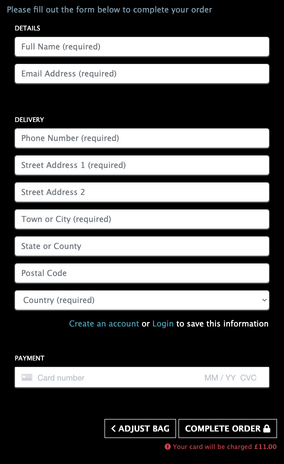 Please fill out the form below to complete your order
DETAILS
Full Name (required)
Email Address (required)
DELIVERY
Phone Number (required)
Street Address 1 (required)
Street Address 2
Town or City (required)
State or County
Postal Code
Country (required)
Create an account or Login to save this information
PAYMENT
Card number MM / YY CVC
< ADJUST BAG COMPLETE ORDER
Your card will be charged £11.00